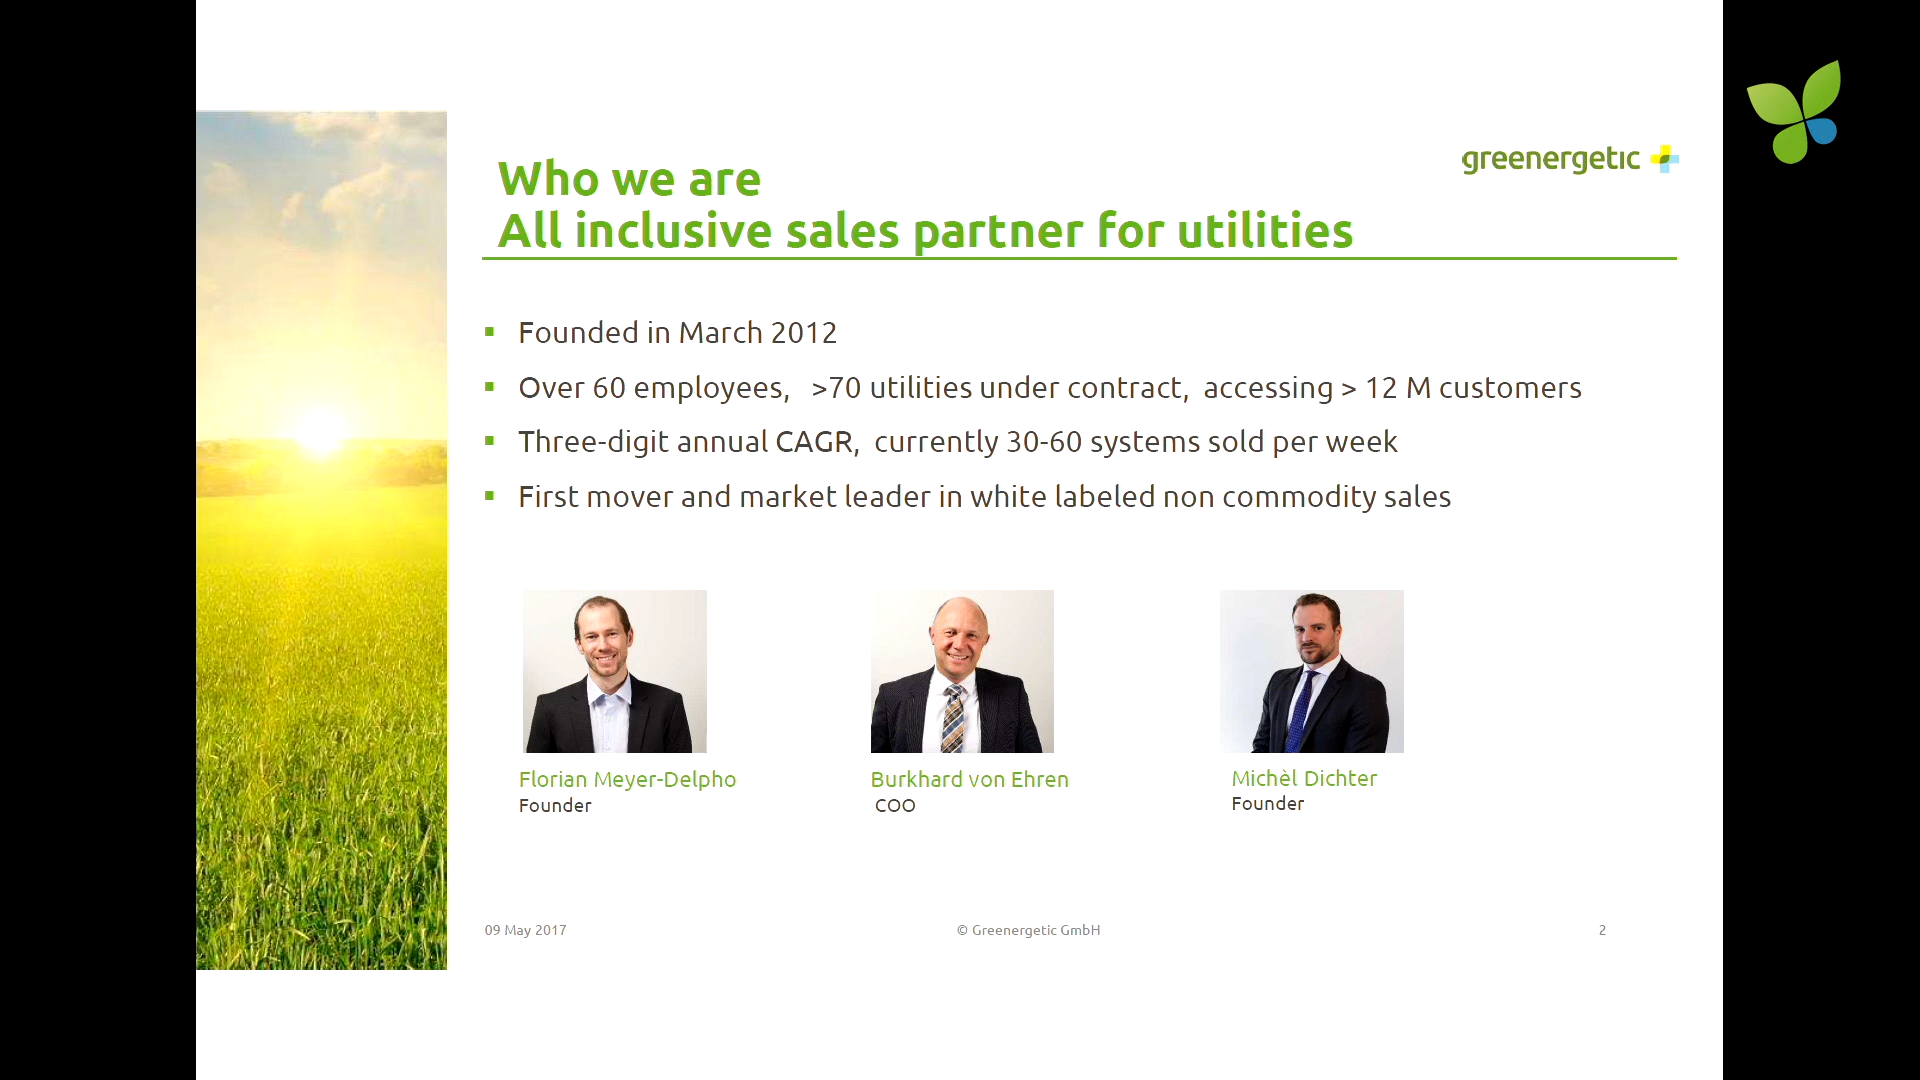 greenergetic
Who we are
All inclusive sales partner for utilities
▪ Founded in March 2012
▪ Over 60 employees, >70 utilities under contract, accessing > 12 M customers
▪ Three-digit annual CAGR, currently 30-60 systems sold per week
▪ First mover and market leader in white labeled non commodity sales
Florian Meyer-Delpho
Founder
Burkhard von Ehren
COO
Michèl Dichter
Founder
09 May 2017
© Greenergetic GmbH
2